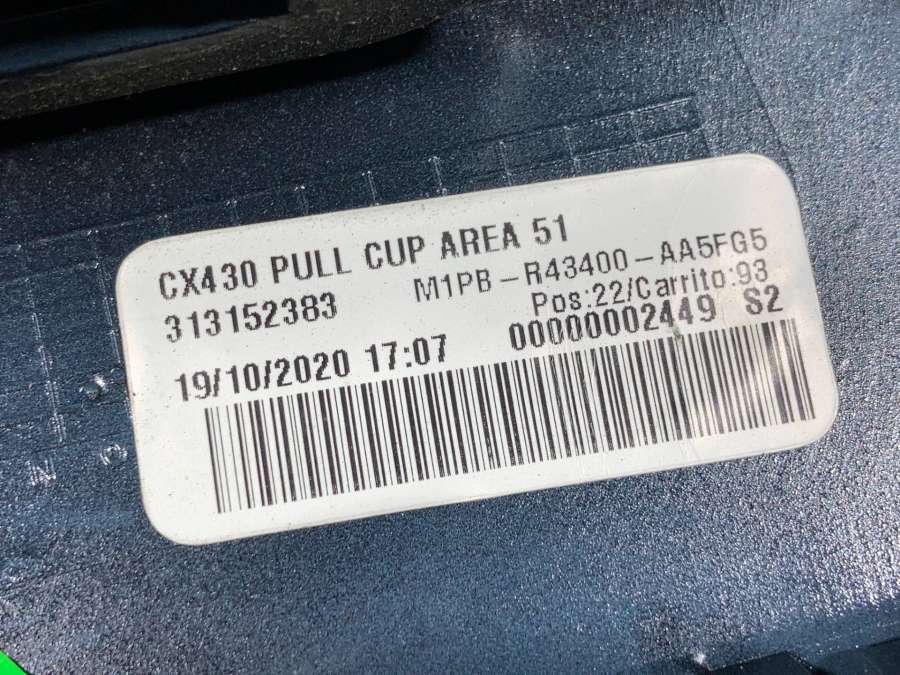 CX430 PULL CUP AREA 51
313152383
M1PB-R43400-AA5FG5
Pos:22/Carrito:93
19/10/2020 17:07
00000002449 S2